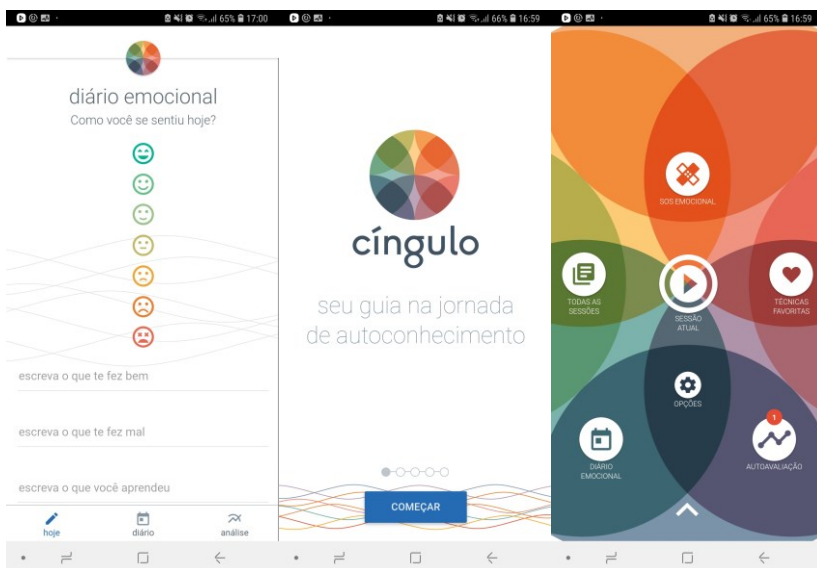 65% 17:00
diário emocional
Como você se sentiu hoje?
escreva o que te fez bem
escreva o que te fez mal
escreva o que você aprendeu
hoje
diário
análise
66% 16:59
cíngulo
seu guia na jornada
de autoconhecimento
COMEÇAR
65% 16:59
SOS EMOCIONAL
TODAS AS
SESSÕES
SESSÃO
ATUAL
TÉCNICAS
FAVORITAS
OPÇÕES
DIÁRIO
EMOCIONAL
1
AUTOAVALIAÇÃO